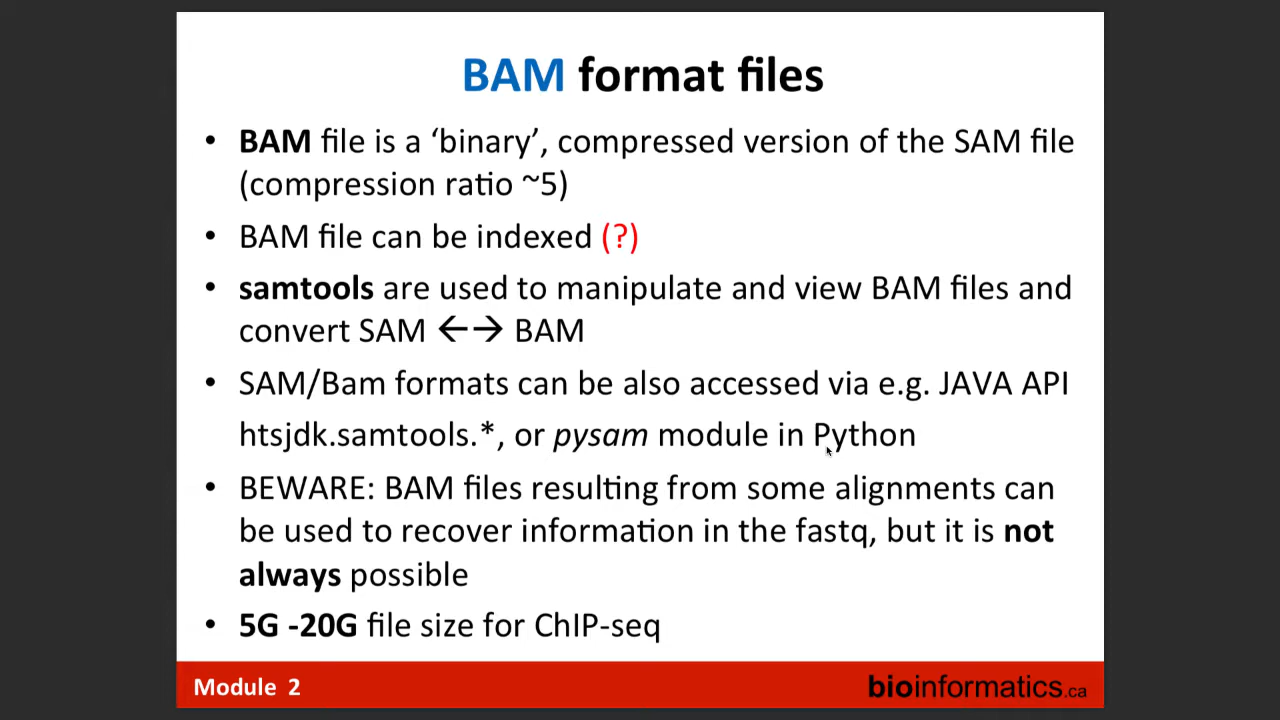 BAM format files
• BAM file is a ‘binary’, compressed version of the SAM file
(compression ratio ~5)
• BAM file can be indexed (?)
• samtools are used to manipulate and view BAM files and
convert SAM ←→ BAM
• SAM/Bam formats can be also accessed via e.g. JAVA API
htsjdk.samtools.*, or pysam module in Python
• BEWARE: BAM files resulting from some alignments can
be used to recover information in the fastq, but it is not
always possible
• 5G -20G file size for ChIP-seq
Module 2
bioinformatics.ca